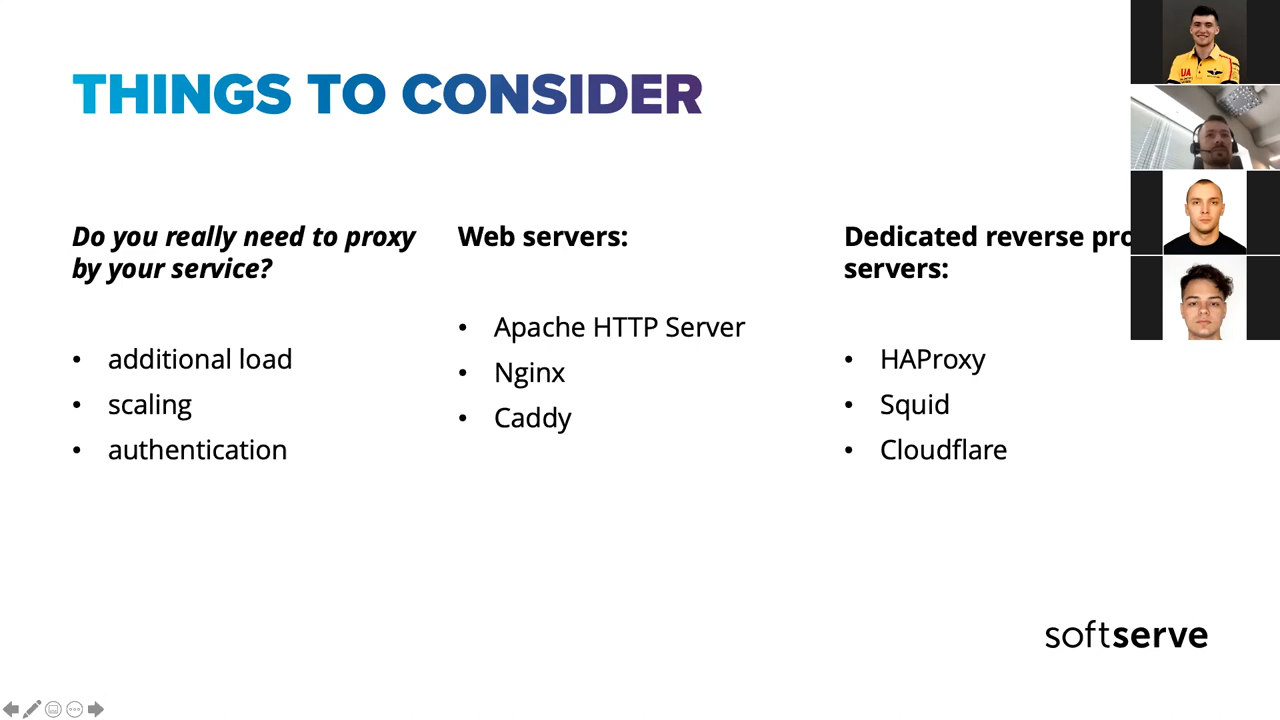 THINGS TO CONSIDER
Do you really need to proxy
by your service?
• additional load
• scaling
• authentication
Web servers:
• Apache HTTP Server
• Nginx
• Caddy
Dedicated reverse pro
servers:
• HAProxy
• Squid
• Cloudflare
UA
softserve